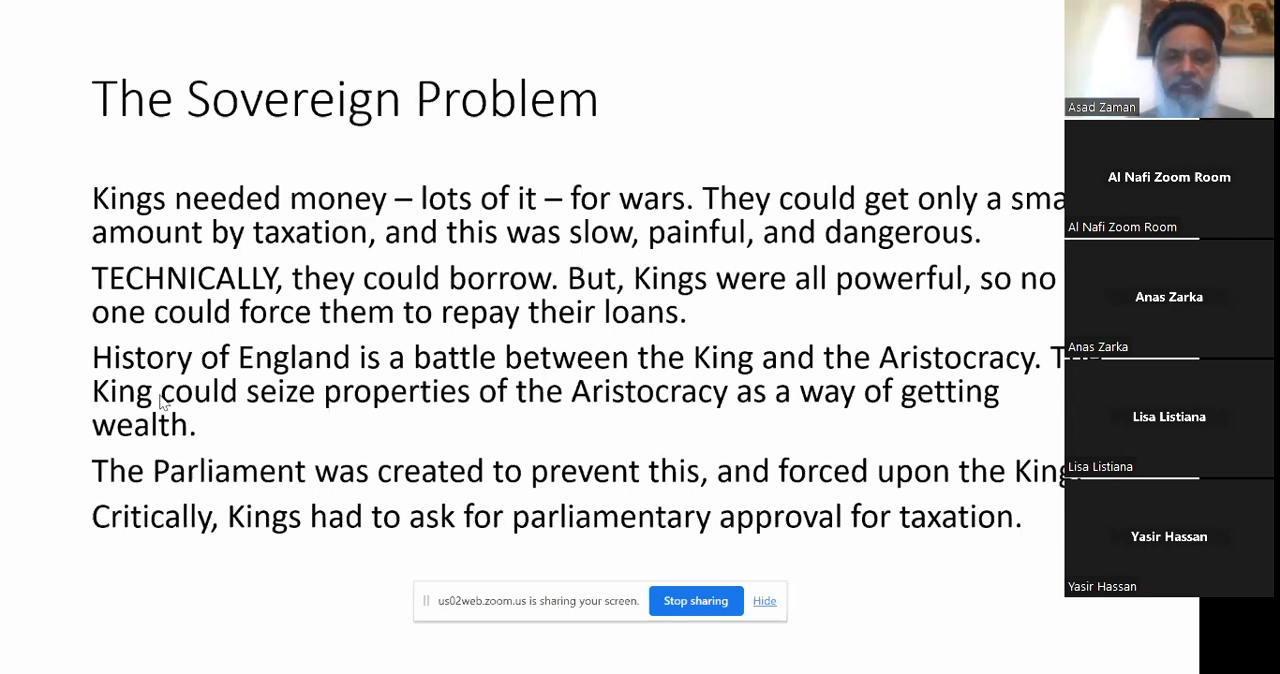 The Sovereign Problem
Kings needed money – lots of it – for wars. They could get only a
amount by taxation, and this was slow, painful, and dangerous.
TECHNICALLY, they could borrow. But, Kings were all powerful, so no
one could force them to repay their loans.
History of England is a battle between the King and the Aristocracy.
King could seize properties of the Aristocracy as a way of getting
wealth.
The Parliament was created to prevent this, and forced upon the King.
Critically, Kings had to ask for parliamentary approval for taxation.
us02web.zoom.us is sharing your screen.
Stop sharing
Hide
Asad Zaman
Al Nafi Zoom Room
Al Nafi Zoom Room
Anas Zarka
Anas Zarka
Lisa Listiana
Lisa Listiana
Yasir Hassan
Yasir Hassan